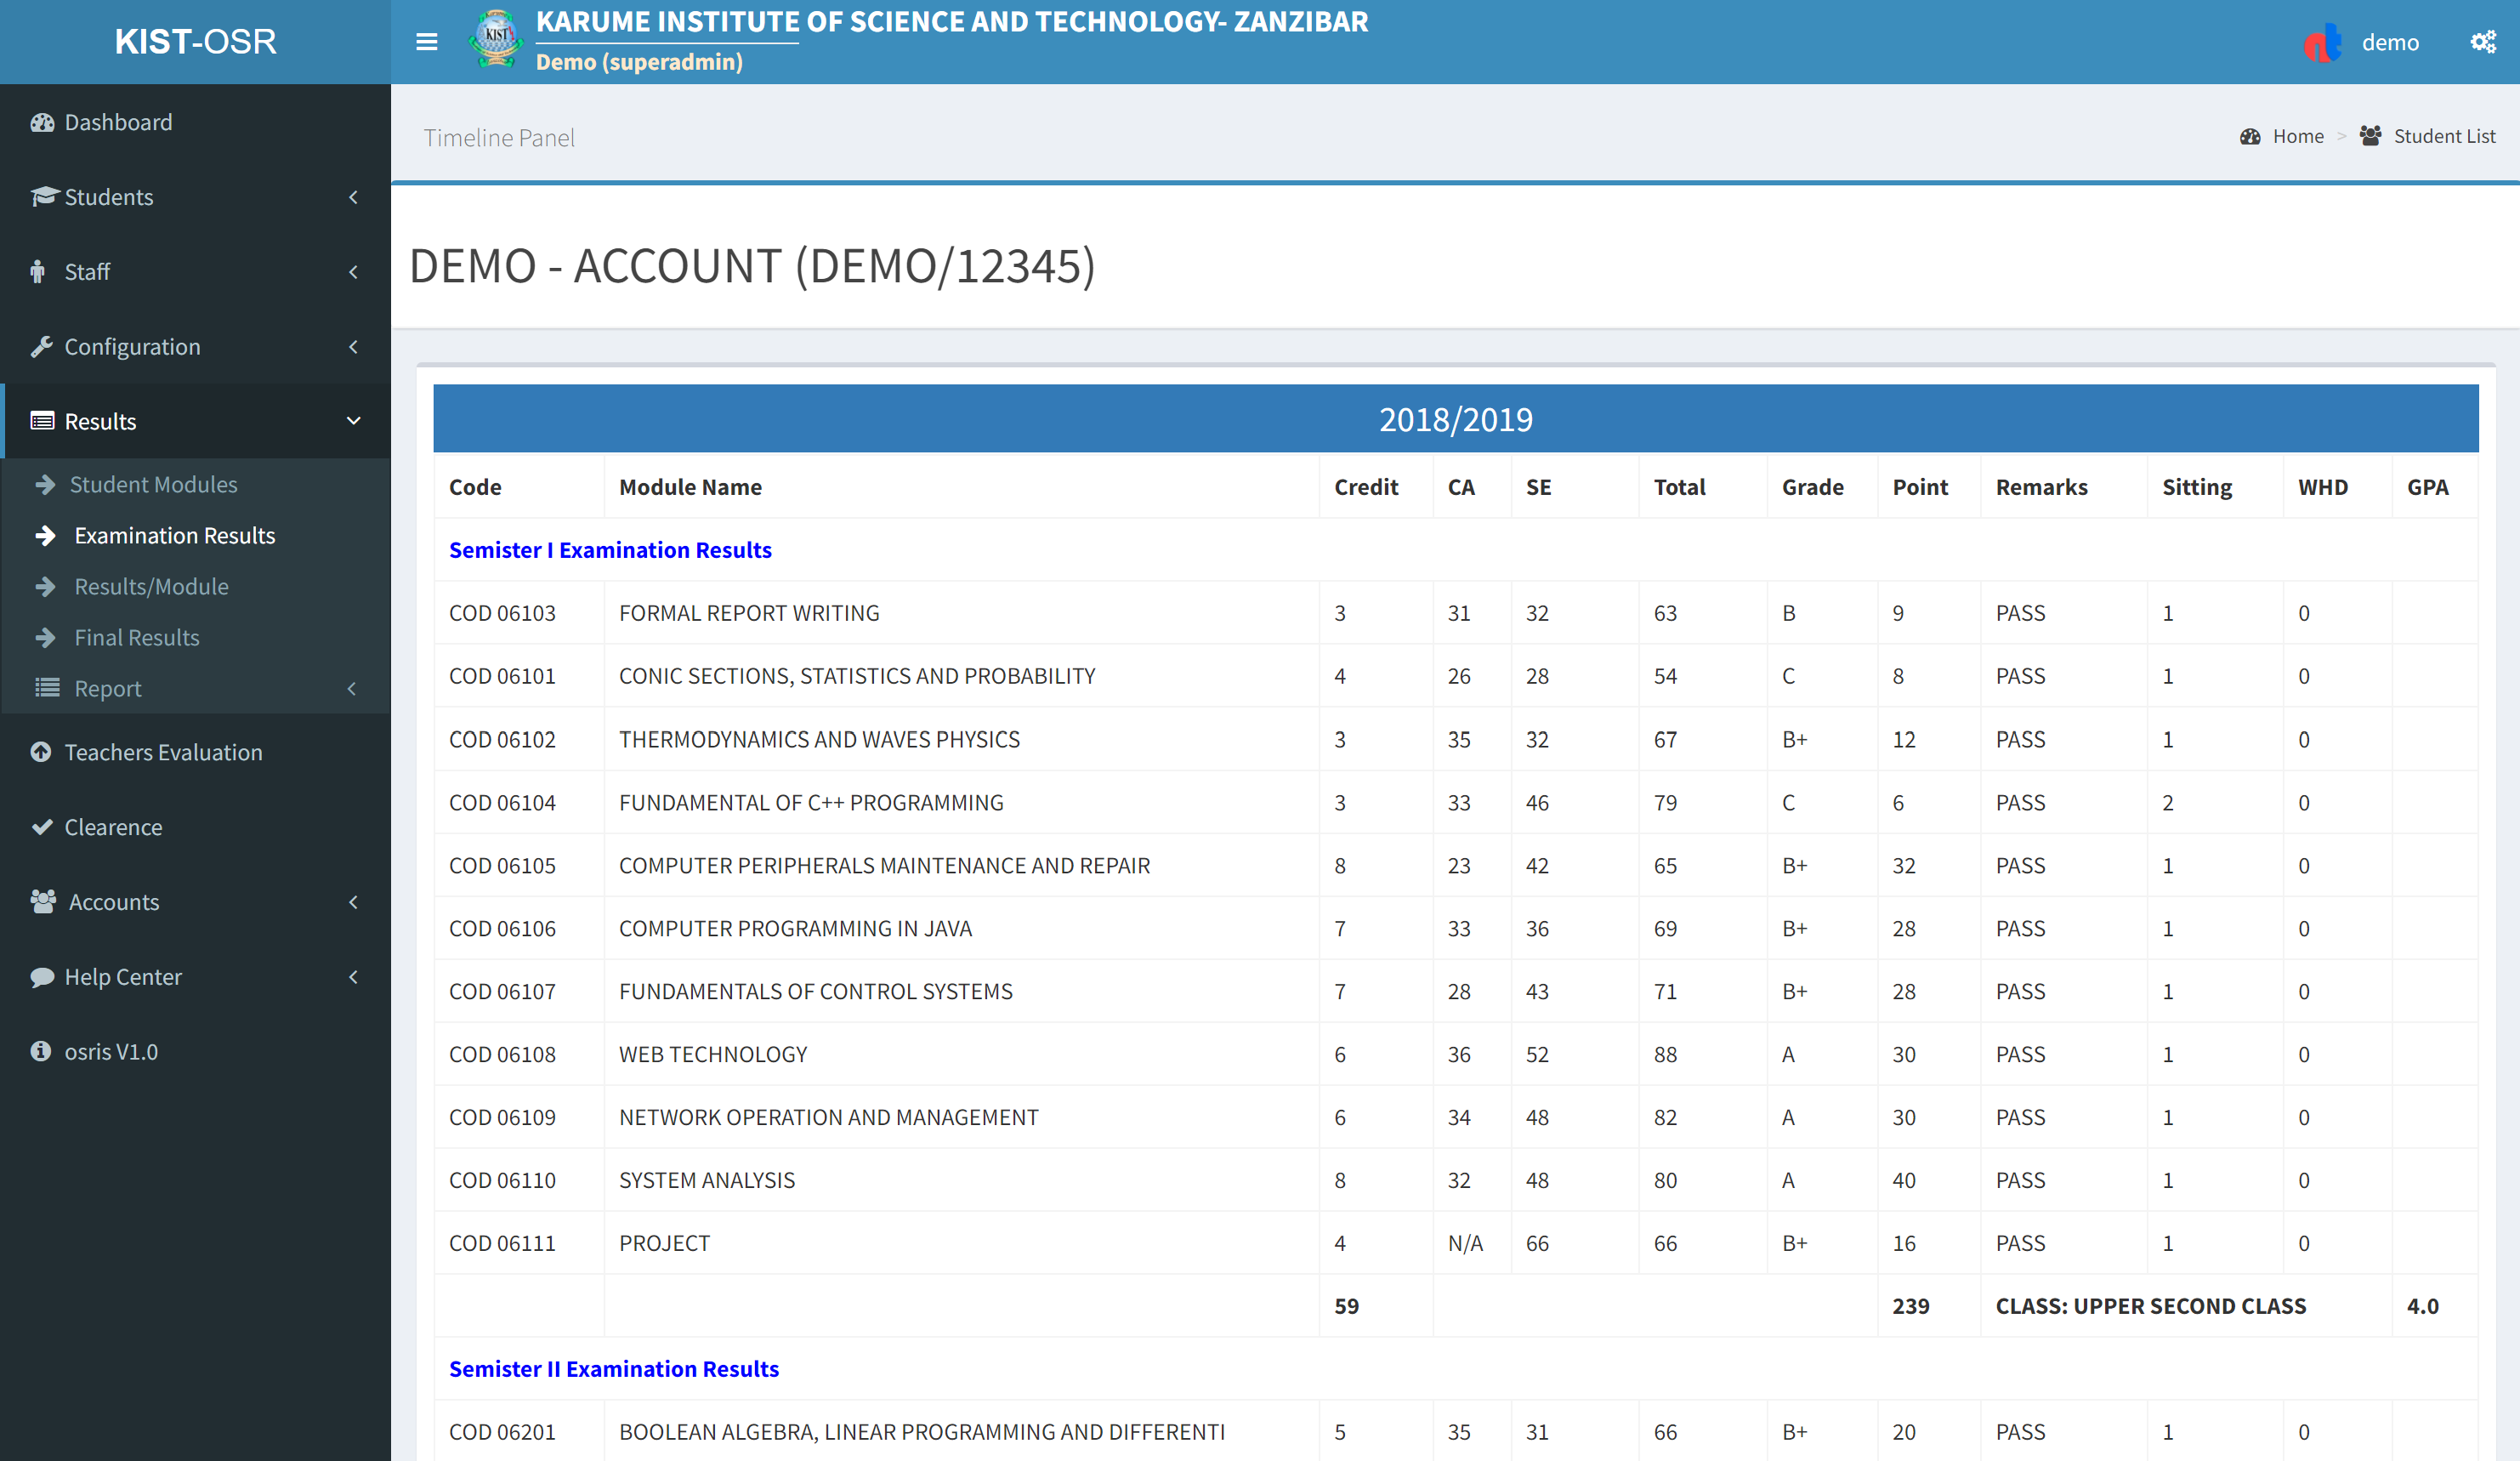 KIST-OSR
KARUME INSTITUTE OF SCIENCE AND TECHNOLOGY- ZANZIBAR
Demo (superadmin)
KIST
demo
Dashboard
Students
Staff
Configuration
Results
Student Modules
Examination Results
Results/Module
Final Results
Report
Teachers Evaluation
Clearence
Accounts
Help Center
osris V1.0
Timeline Panel
Home > Student List
DEMO - ACCOUNT (DEMO/12345)
2018/2019
Code Module Name Credit CA SE Total Grade Point Remarks Sitting WHD GPA
Semister I Examination Results
COD 06103 FORMAL REPORT WRITING 3 31 32 63 B 9 PASS 1 0
COD 06101 CONIC SECTIONS, STATISTICS AND PROBABILITY 4 26 28 54 C 8 PASS 1 0
COD 06102 THERMODYNAMICS AND WAVES PHYSICS 3 35 32 67 B+ 12 PASS 1 0
COD 06104 FUNDAMENTAL OF C++ PROGRAMMING 3 33 46 79 C 6 PASS 2 0
COD 06105 COMPUTER PERIPHERALS MAINTENANCE AND REPAIR 8 23 42 65 B+ 32 PASS 1 0
COD 06106 COMPUTER PROGRAMMING IN JAVA 7 33 36 69 B+ 28 PASS 1 0
COD 06107 FUNDAMENTALS OF CONTROL SYSTEMS 7 28 43 71 B+ 28 PASS 1 0
COD 06108 WEB TECHNOLOGY 6 36 52 88 A 30 PASS 1 0
COD 06109 NETWORK OPERATION AND MANAGEMENT 6 34 48 82 A 30 PASS 1 0
COD 06110 SYSTEM ANALYSIS 8 32 48 80 A 40 PASS 1 0
COD 06111 PROJECT 4 N/A 66 66 B+ 16 PASS 1 0
59 239 CLASS: UPPER SECOND CLASS 4.0
Semister II Examination Results
COD 06201 BOOLEAN ALGEBRA, LINEAR PROGRAMMING AND DIFFERENTI 5 35 31 66 B+ 20 PASS 1 0